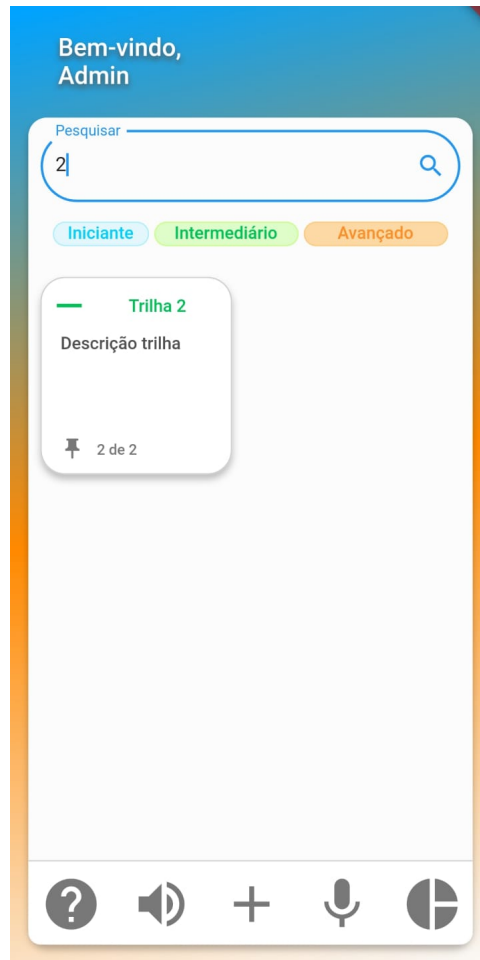 Bem-vindo,
Admin
Pesquisar
2
Iniciante Intermediário Avançado
Trilha 2
Descrição trilha
2 de 2